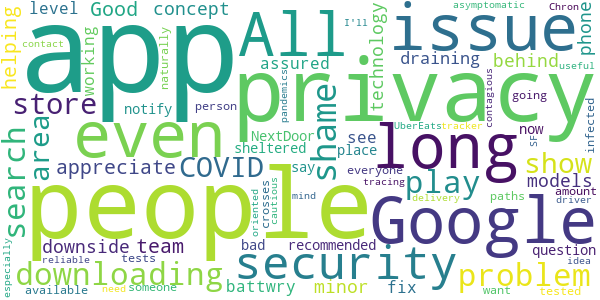 app
All
issue
privacy
people
even
long
Google
security
COVID
shame
search
area
store
play
show
problem
downloading
helping
level
Good
concept
working
notify
assured
draining
technology
behind
phone
asymptomatic
Chron
I'll
contact
naturally
person
pandemics
NextDoor
sheltered
see
place
UberEats
tracker
contagious
going
useful
now
SF
infected
appreciate
say
everyone
tracing
models
amount
mind
delivery
paths
driver
downside
team
crosses
oriented
cautious
bad
recommended
question
idea
especially
reliable
tests
battwry
minor
fix
want
tested
available
need
someone